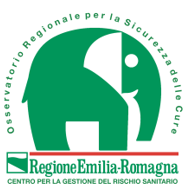 Osservatorio Regionale per la Sicurezza delle Cure
RegioneEmilia-Romagna
CENTRO PER LA GESTIONE DEL RISCHIO SANITARIO